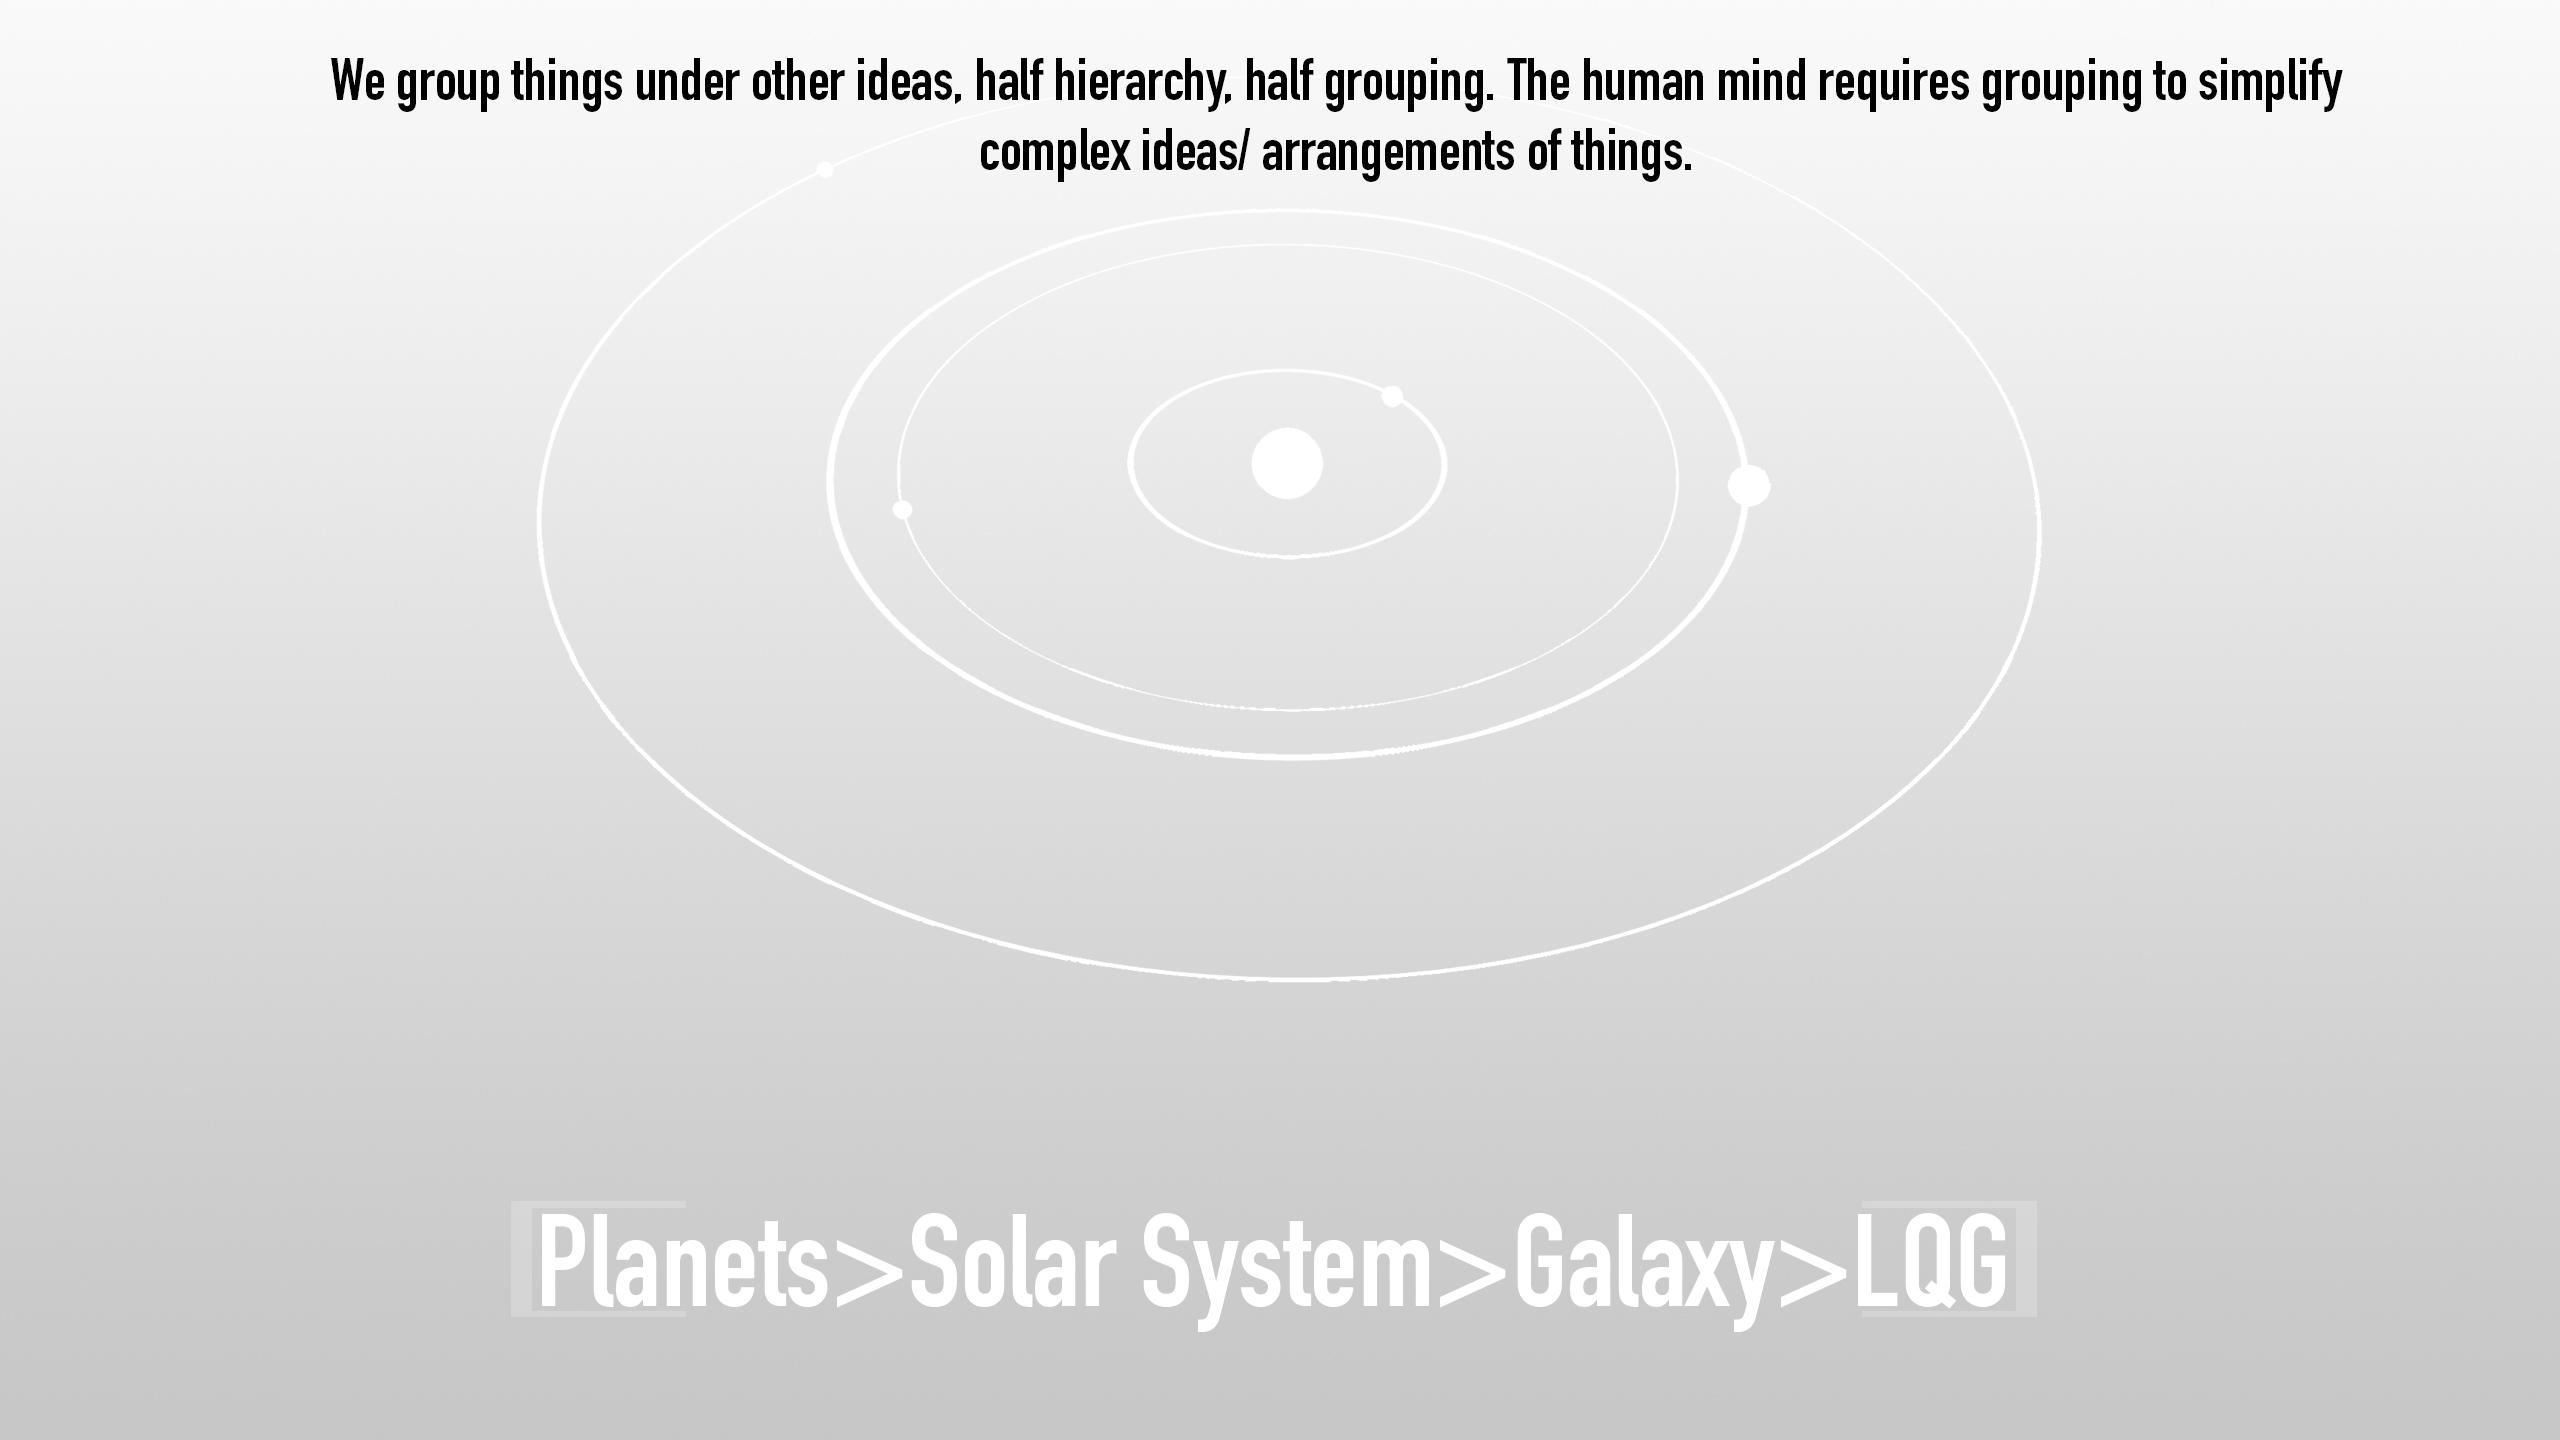 We group things under other ideas, half hierarchy, half grouping. The human mind requires grouping to simplify
complex ideas/ arrangements of things.
Planets>Solar System>Galaxy>LQG